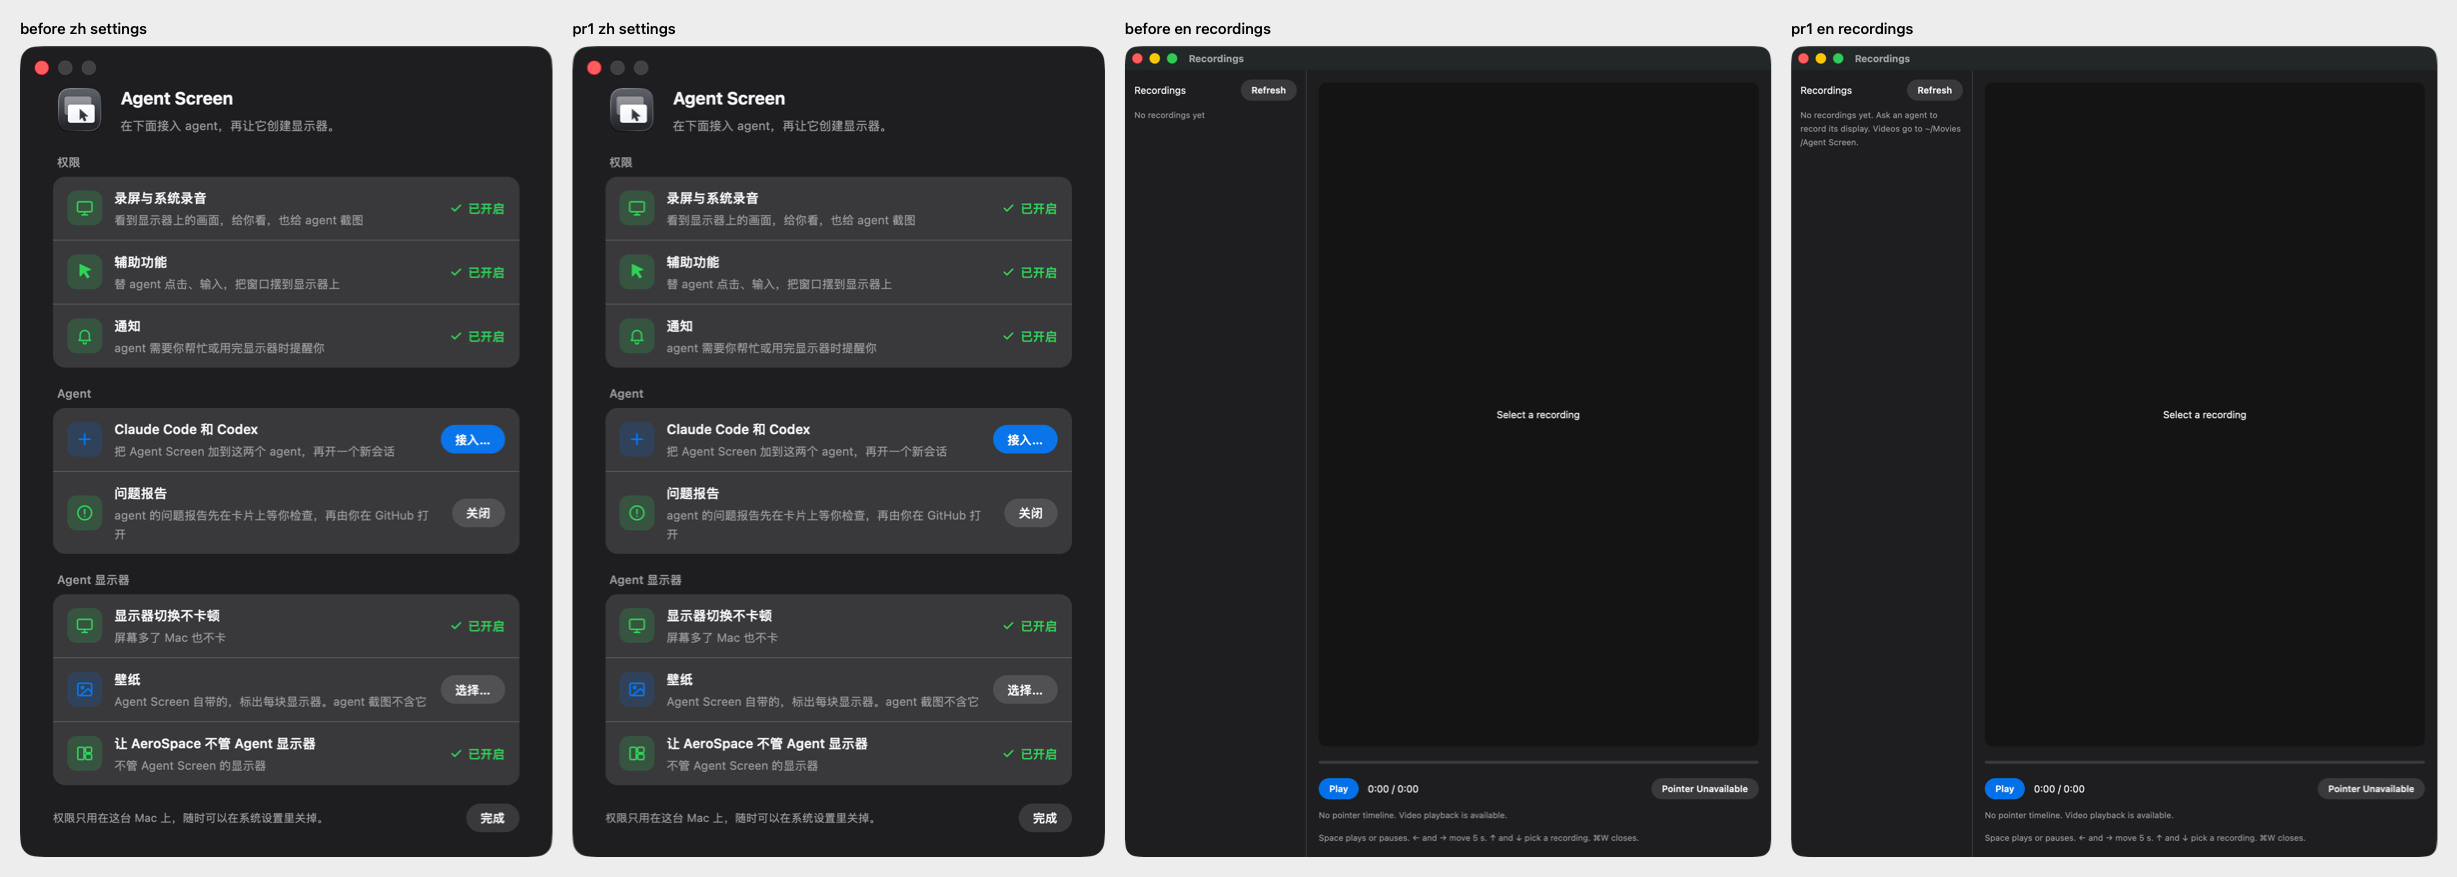 before zh settings
Agent Screen
在下面接入 agent，再让它创建显示器。
权限
录屏与系统录音
看到显示器上的画面，给你看，也给 agent 截图
已开启
辅助功能
替 agent 点击、输入，把窗口摆到显示器上
已开启
通知
agent 需要你帮忙或用完显示器时提醒你
已开启
Agent
Claude Code 和 Codex
把 Agent Screen 加到这两个 agent，再开一个新会话
接入...
问题报告
agent 的问题报告先在卡片上等你检查，再由你在 GitHub 打
开
关闭
Agent 显示器
显示器切换不卡顿
屏幕多了 Mac 也不卡
已开启
壁纸
Agent Screen 自带的，标出每块显示器。agent 截图不含它
选择...
让 AeroSpace 不管 Agent 显示器
不管 Agent Screen 的显示器
已开启
权限只用在这台 Mac 上，随时可以在系统设置里关掉。
完成
pr1 zh settings
Agent Screen
在下面接入 agent，再让它创建显示器。
权限
录屏与系统录音
看到显示器上的画面，给你看，也给 agent 截图
已开启
辅助功能
替 agent 点击、输入，把窗口摆到显示器上
已开启
通知
agent 需要你帮忙或用完显示器时提醒你
已开启
Agent
Claude Code 和 Codex
把 Agent Screen 加到这两个 agent，再开一个新会话
接入...
问题报告
agent 的问题报告先在卡片上等你检查，再由你在 GitHub 打
开
关闭
Agent 显示器
显示器切换不卡顿
屏幕多了 Mac 也不卡
已开启
壁纸
Agent Screen 自带的，标出每块显示器。agent 截图不含它
选择...
让 AeroSpace 不管 Agent 显示器
不管 Agent Screen 的显示器
已开启
权限只用在这台 Mac 上，随时可以在系统设置里关掉。
完成
before en recordings
Recordings
Recordings
Refresh
No recordings yet
Select a recording
Play
0:00 / 0:00
Pointer Unavailable
No pointer timeline. Video playback is available.
Space plays or pauses. ← and → move 5 s. ↑ and ↓ pick a recording. ⌘W closes.
pr1 en recordings
Recordings
Recordings
Refresh
No recordings yet. Ask an agent to
record its display. Videos go to ~/Movies
/Agent Screen.
Select a recording
Play
0:00 / 0:00
Pointer Unavailable
No pointer timeline. Video playback is available.
Space plays or pauses. ← and → move 5 s. ↑ and ↓ pick a recording. ⌘W closes.